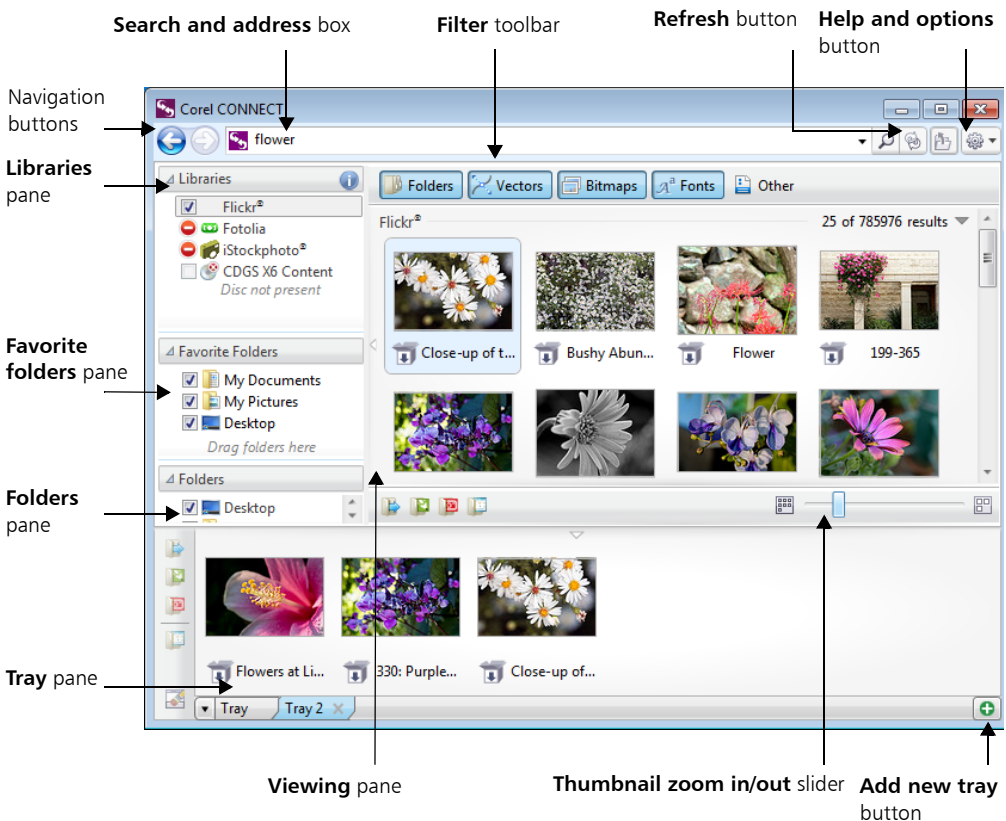 Search and address box
Filter toolbar
Refresh button
Help and options
button
Navigation
buttons
Libraries
pane
Favorite
folders pane
Folders
pane
Tray pane
Corel CONNECT
flower
Libraries
Flickr®
Fotolia
iStockphoto®
CDGS X6 Content
Disc not present
Favorite Folders
My Documents
My Pictures
Desktop
Drag folders here
Folders
Desktop
Folders
Vectors
Bitmaps
Fonts
Other
Flickr®
25 of 785976 results
Close-up of t...
Bushy Abun...
Flower
199-365
Flowers at Li...
330: Purple...
Close-up of...
Tray
Tray 2
Viewing pane
Thumbnail zoom in/out slider
Add new tray
button